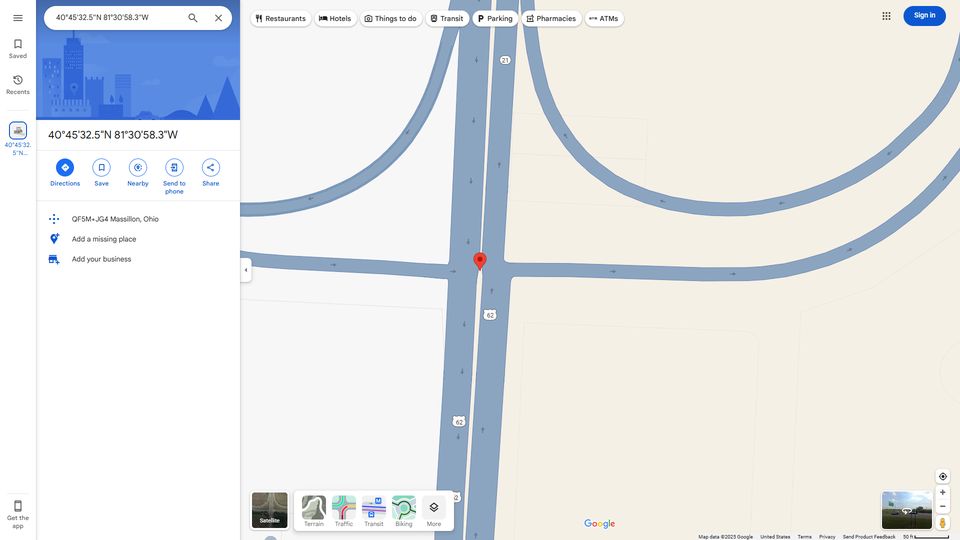 40°45'32.5"N 81°30'58.3"W
Restaurants
Hotels
Things to do
Transit
Parking
Pharmacies
ATMs
Sign in
Saved
Recents
40°45'32.
5"N...
40°45'32.5"N 81°30'58.3"W
Directions
Save
Nearby
Send to
phone
Share
QF5M+JG4 Massillon, Ohio
Add a missing place
Add your business
21
62
62
Get the
app
Satellite
Terrain
Traffic
Transit
Biking
More
Google
Map data ©2025 Google
United States
Terms
Privacy
Send Product Feedback
50 ft